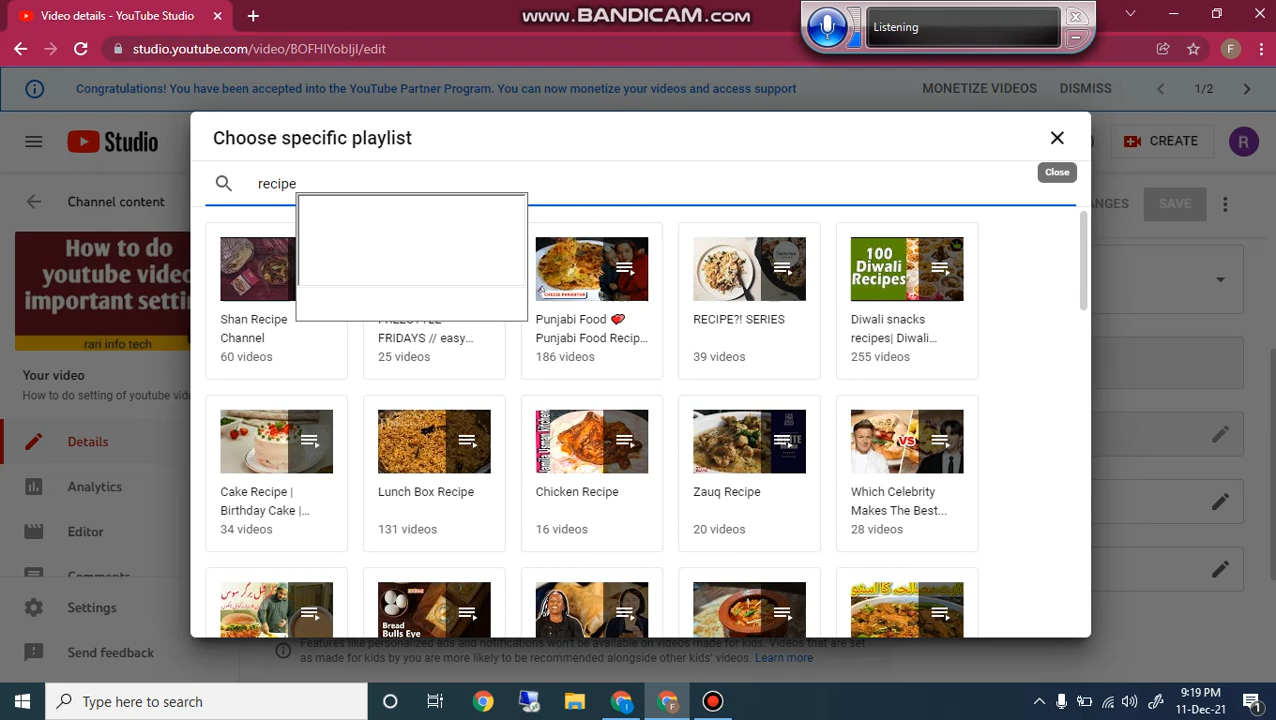 Video details - YouTube Studio
www.BANDICAM.com
Listening
studio.youtube.com/video/BOFHIYobIjI/edit
F
Congratulations! You have been accepted into the YouTube Partner Program. You can now monetize your videos and access support
MONETIZE VIDEOS
DISMISS
1/2
Studio
Choose specific playlist
Close
CREATE
R
Channel content
recipe
SAVE
How to do
youtube video
important setting
rari info tech
Your video
How to do setting of youtube vide
Details
Analytics
Editor
Comments
Settings
Send feedback
Shan Recipe
Channel
60 videos
FRIDAYS // easy...
25 videos
CHEESE PARANTHA
Punjabi Food
Punjabi Food Recip...
186 videos
RECIPE?! SERIES
39 videos
100
Diwali
Recipes
Diwali snacks
recipes| Diwali...
255 videos
Cake Recipe |
Birthday Cake |...
34 videos
Lunch Box Recipe
131 videos
Chicken Recipe
16 videos
Zauq Recipe
20 videos
VS
Which Celebrity
Makes The Best...
28 videos
Bread
Bulls Eye
Features like personalized ads and notifications won't be available on videos made for kids. Videos that are set
as made for kids by you are more likely to be recommended alongside other kids' videos. Learn more
Type here to search
9:19 PM
11-Dec-21
1